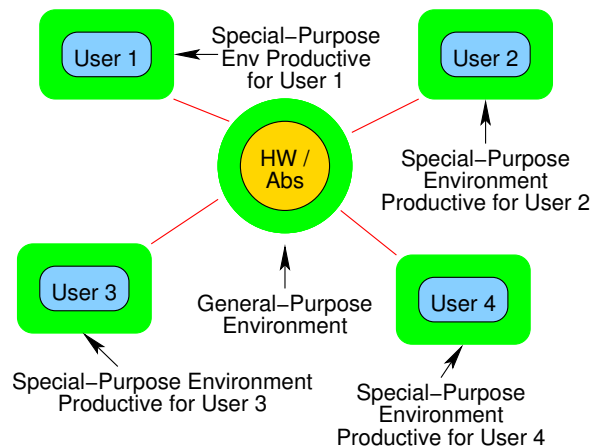 User 1
Special−Purpose
Env Productive
for User 1
User 2
HW /
Abs
Special−Purpose
Environment
Productive for User 2
User 3
General−Purpose
Environment
User 4
Special−Purpose Environment
Productive for User 3
Special−Purpose
Environment
Productive for User 4